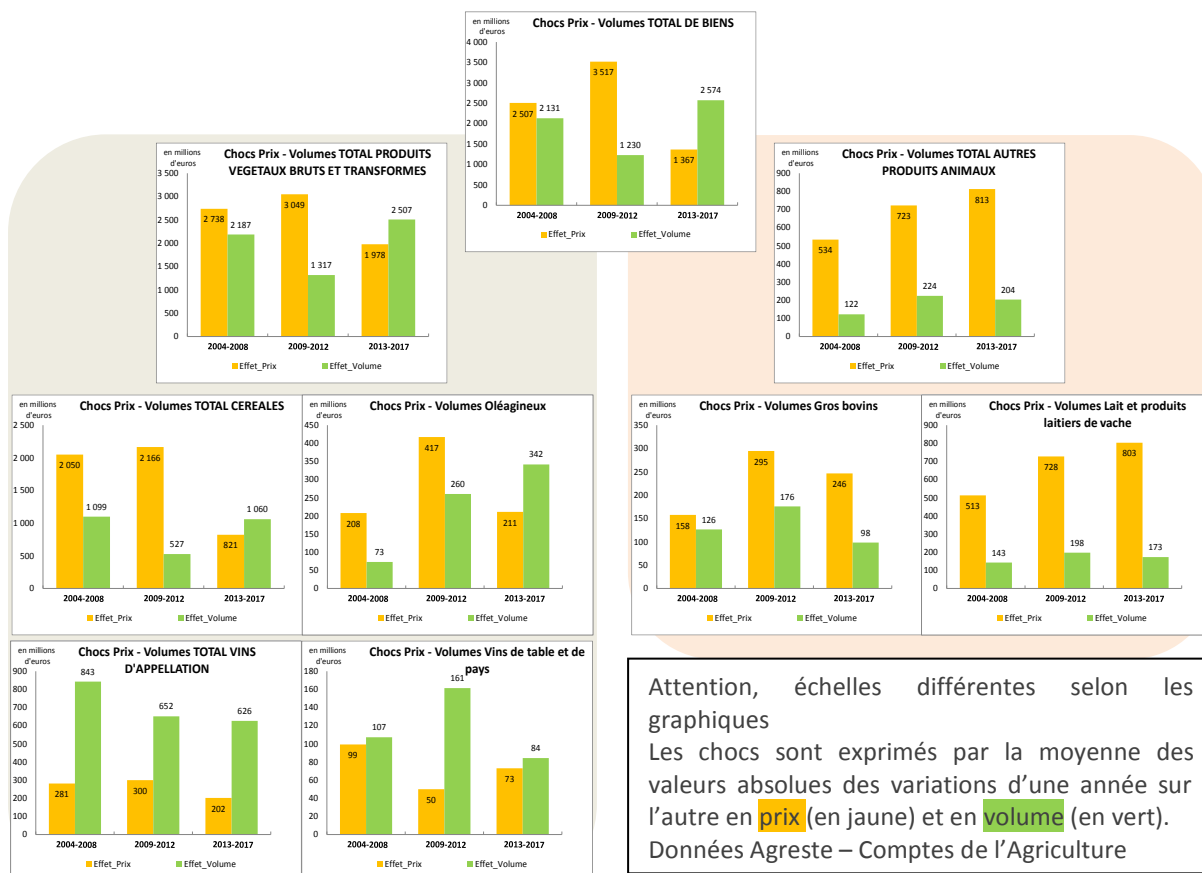 en millions
d'euros
Chocs Prix - Volumes TOTAL DE BIENS
4 000
3 500
3 000
2 500
2 000
1 500
1 000
500
0
2 507
2 131
3 517
1 230
1 367
2 574
2004-2008
2009-2012
2013-2017
Effet_Prix
Effet_Volume
en millions
d'euros
Chocs Prix - Volumes TOTAL PRODUITS
VEGETAUX BRUTS ET TRANSFORMES
3 500
3 000
2 500
2 000
1 500
1 000
500
0
2 738
2 187
3 049
1 317
1 978
2 507
2004-2008
2009-2012
2013-2017
Effet_Prix
Effet_Volume
en millions
d'euros
Chocs Prix - Volumes TOTAL AUTRES
PRODUITS ANIMAUX
900
800
700
600
500
400
300
200
100
0
534
122
723
224
813
204
2004-2008
2009-2012
2013-2017
Effet_Prix
Effet_Volume
en millions
d'euros
Chocs Prix - Volumes TOTAL CEREALES
2 500
2 000
1 500
1 000
500
0
2 050
1 099
2 166
527
821
1 060
2004-2008
2009-2012
2013-2017
Effet_Prix
Effet_Volume
en millions
d'euros
Chocs Prix - Volumes Oléagineux
450
400
350
300
250
200
150
100
50
0
208
73
417
260
211
342
2004-2008
2009-2012
2013-2017
Effet_Prix
Effet_Volume
en millions
d'euros
Chocs Prix - Volumes Gros bovins
350
300
250
200
150
100
50
0
158
126
295
176
246
98
2004-2008
2009-2012
2013-2017
Effet_Prix
Effet_Volume
en millions
d'euros
Chocs Prix - Volumes Lait et produits
laitiers de vache
900
800
700
600
500
400
300
200
100
0
513
143
728
198
803
173
2004-2008
2009-2012
2013-2017
Effet_Prix
Effet_Volume
en millions
d'euros
Chocs Prix - Volumes TOTAL VINS
D'APPELLATION
900
800
700
600
500
400
300
200
100
0
281
843
300
652
202
626
2004-2008
2009-2012
2013-2017
Effet_Prix
Effet_Volume
en millions
d'euros
Chocs Prix - Volumes Vins de table et de
pays
180
160
140
120
100
80
60
40
20
0
99
107
50
161
73
84
2004-2008
2009-2012
2013-2017
Effet_Prix
Effet_Volume
Attention, échelles différentes selon les
graphiques
Les chocs sont exprimés par la moyenne des
valeurs absolues des variations d’une année sur
l’autre en prix (en jaune) et en volume (en vert).
Données Agreste – Comptes de l’Agriculture